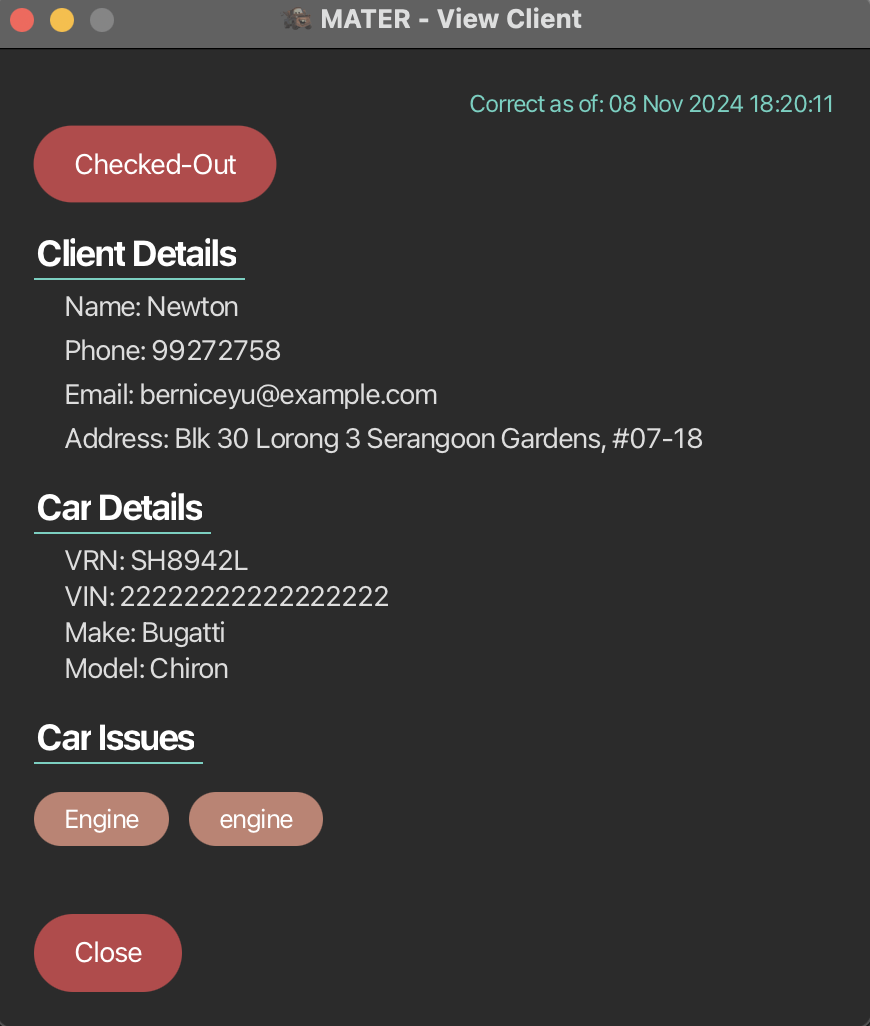 MATER - View Client
Correct as of: 08 Nov 2024 18:20:11
Checked-Out
Client Details
Name: Newton
Phone: 99272758
Email: berniceyu@example.com
Address: Blk 30 Lorong 3 Serangoon Gardens, #07-18
Car Details
VRN: SH8942L
VIN: 22222222222222222
Make: Bugatti
Model: Chiron
Car Issues
Engine engine
Close